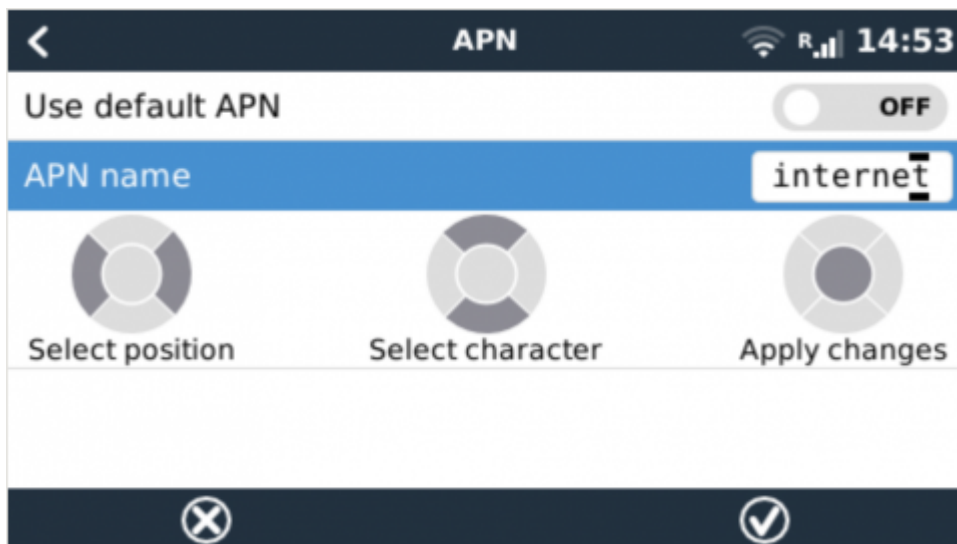 APN R 14:53
Use default APN OFF
APN name internet
Select position Select character Apply changes